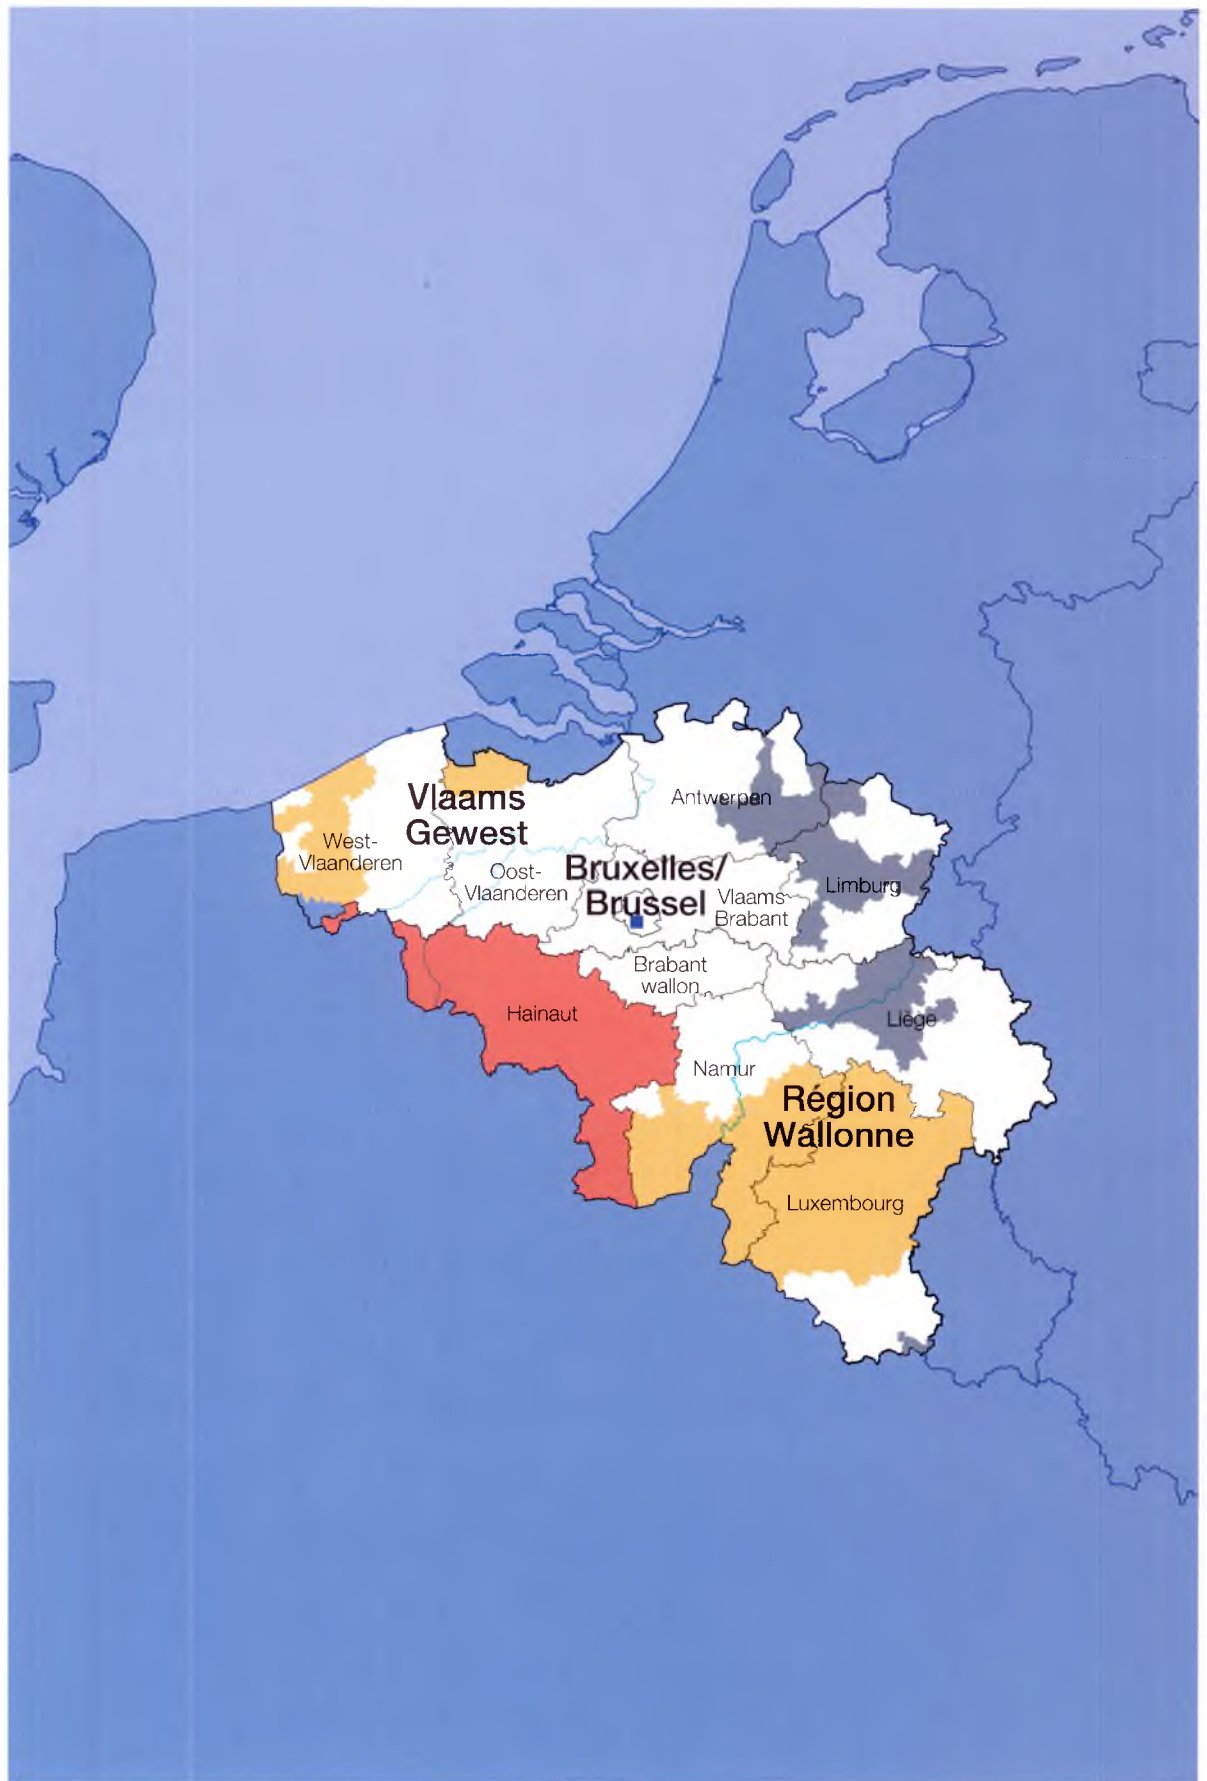 Vlaams
Gewest
Antwerpen
West-
Vlaanderen
Oost-
Vlaanderen
Bruxelles/
Brussel
Vlaams-
Brabant
Limburg
Brabant
wallon
Hainaut
Liège
Namur
Région
Wallonne
Luxembourg